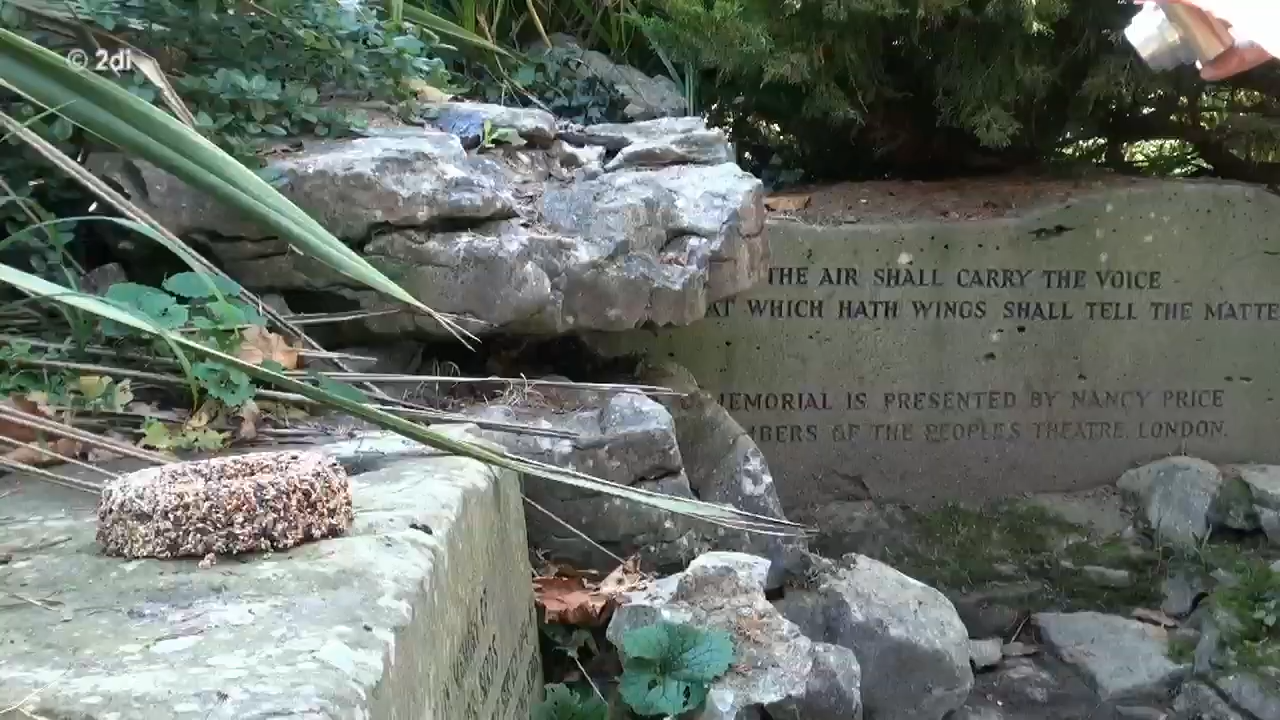 © 2di
THE AIR SHALL CARRY THE VOICE
AT WHICH HATH WINGS SHALL TELL THE MATTE
MEMORIAL IS PRESENTED BY NANCY PRICE
MBERS OF THE PEOPLES THEATRE LONDON.